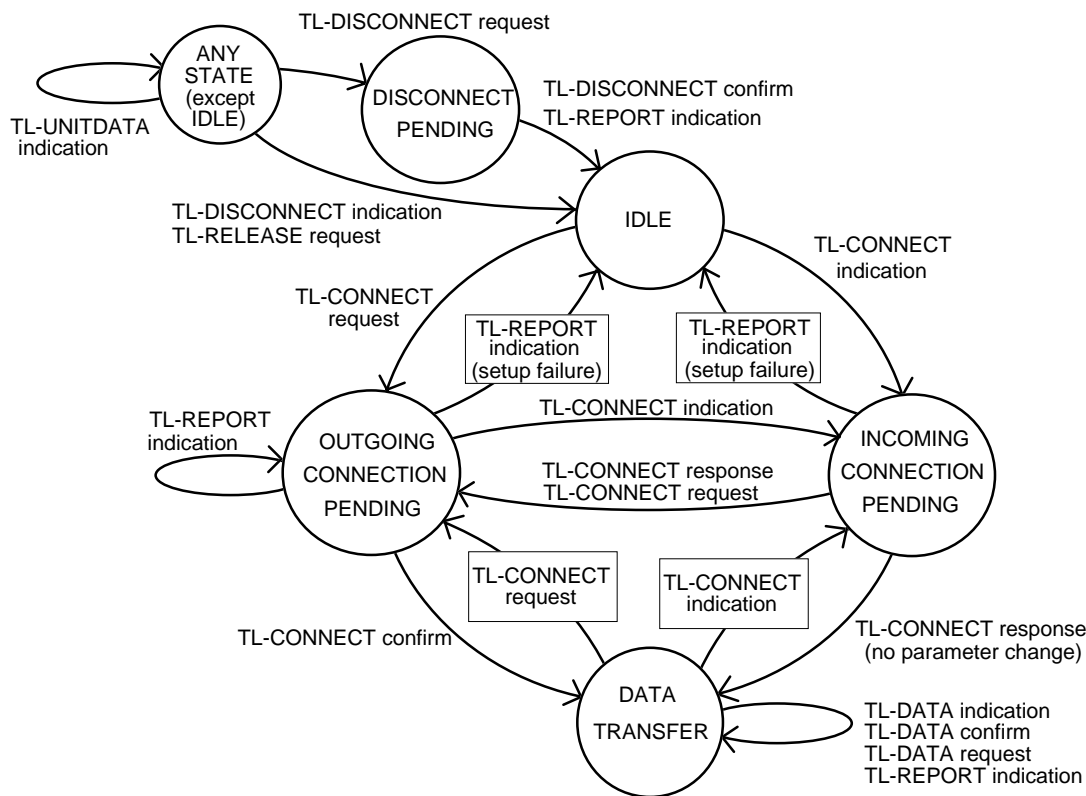 TL-DISCONNECT request
ANY
STATE
(except
IDLE)
DISCONNECT
PENDING
TL-DISCONNECT confirm
TL-REPORT indication
TL-UNITDATA
indication
TL-DISCONNECT indication
TL-RELEASE request
IDLE
TL-CONNECT
indication
TL-CONNECT
request
TL-REPORT
indication
(setup failure)
TL-REPORT
indication
(setup failure)
TL-REPORT
indication
TL-CONNECT indication
OUTGOING
CONNECTION
PENDING
TL-CONNECT response
TL-CONNECT request
INCOMING
CONNECTION
PENDING
TL-CONNECT
request
TL-CONNECT
indication
TL-CONNECT confirm
TL-CONNECT response
(no parameter change)
DATA
TRANSFER
TL-DATA indication
TL-DATA confirm
TL-DATA request
TL-REPORT indication